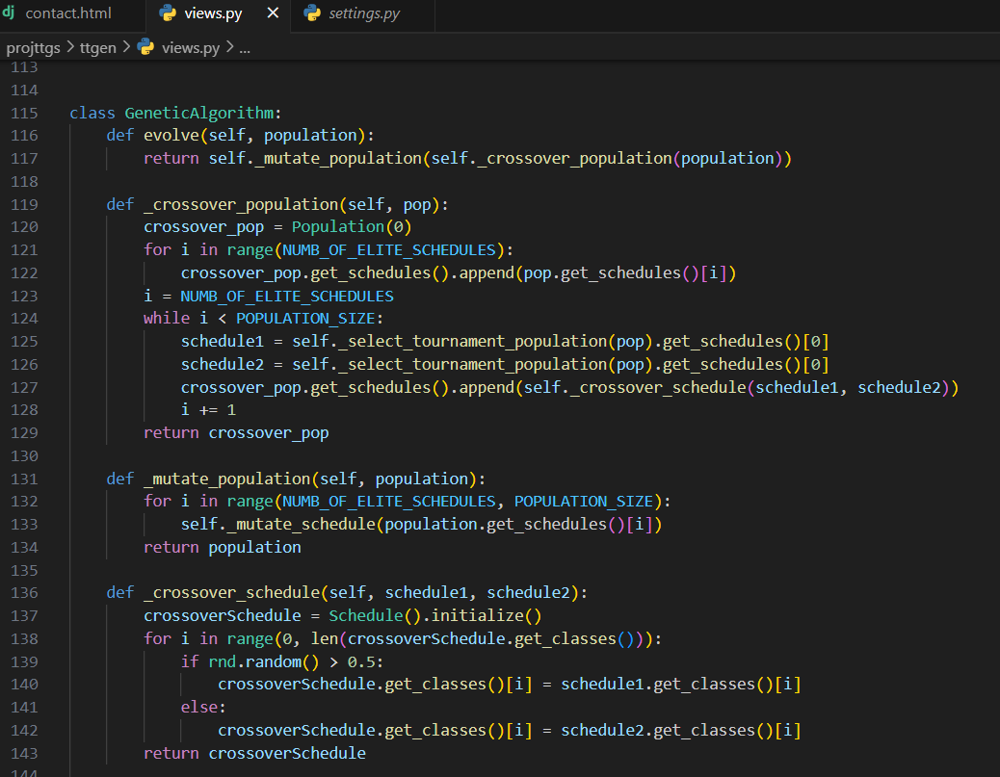 contact.html views.py × settings.py
projttgs > ttgen > views.py > ...
113
114
115 class GeneticAlgorithm:
116     def evolve(self, population):
117         return self._mutate_population(self._crossover_population(population))
118
119     def _crossover_population(self, pop):
120         crossover_pop = Population(0)
121         for i in range(NUMB_OF_ELITE_SCHEDULES):
122             crossover_pop.get_schedules().append(pop.get_schedules()[i])
123         i = NUMB_OF_ELITE_SCHEDULES
124         while i < POPULATION_SIZE:
125             schedule1 = self._select_tournament_population(pop).get_schedules()[0]
126             schedule2 = self._select_tournament_population(pop).get_schedules()[0]
127             crossover_pop.get_schedules().append(self._crossover_schedule(schedule1, schedule2))
128             i += 1
129         return crossover_pop
130
131     def _mutate_population(self, population):
132         for i in range(NUMB_OF_ELITE_SCHEDULES, POPULATION_SIZE):
133             self._mutate_schedule(population.get_schedules()[i])
134         return population
135
136     def _crossover_schedule(self, schedule1, schedule2):
137         crossoverSchedule = Schedule().initialize()
138         for i in range(0, len(crossoverSchedule.get_classes())):
139             if rnd.random() > 0.5:
140                 crossoverSchedule.get_classes()[i] = schedule1.get_classes()[i]
141             else:
142                 crossoverSchedule.get_classes()[i] = schedule2.get_classes()[i]
143         return crossoverSchedule
144